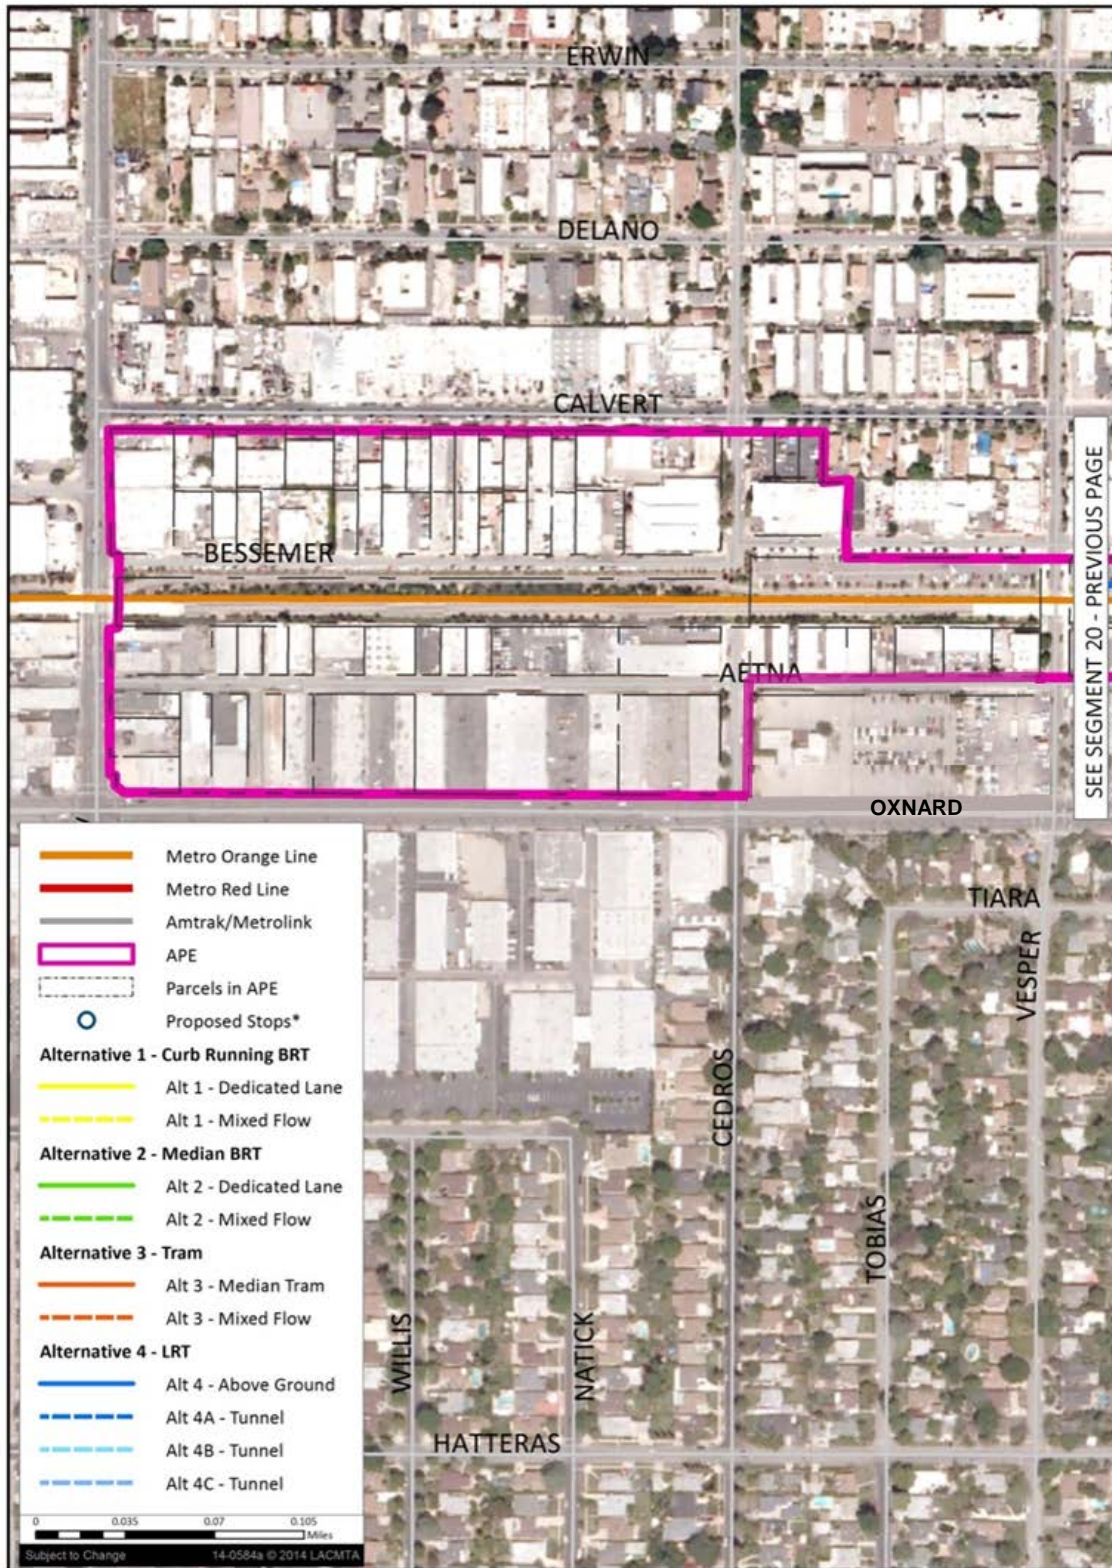 ERWIN
DELANO
CALVERT
BESSEMER
AETNA
SEE SEGMENT 20 - PREVIOUS PAGE
OXNARD
TIARA
VESPER
CEDROS
TOBIAS
WILLIS
NATICK
HATTERAS
Metro Orange Line
Metro Red Line
Amtrak/Metrolink
APE
Parcels in APE
Proposed Stops*
Alternative 1 - Curb Running BRT
Alt 1 - Dedicated Lane
Alt 1 - Mixed Flow
Alternative 2 - Median BRT
Alt 2 - Dedicated Lane
Alt 2 - Mixed Flow
Alternative 3 - Tram
Alt 3 - Median Tram
Alt 3 - Mixed Flow
Alternative 4 - LRT
Alt 4 - Above Ground
Alt 4A - Tunnel
Alt 4B - Tunnel
Alt 4C - Tunnel
0 0.035 0.07 0.105
Miles
Subject to Change 14-0584a © 2014 LACMTA